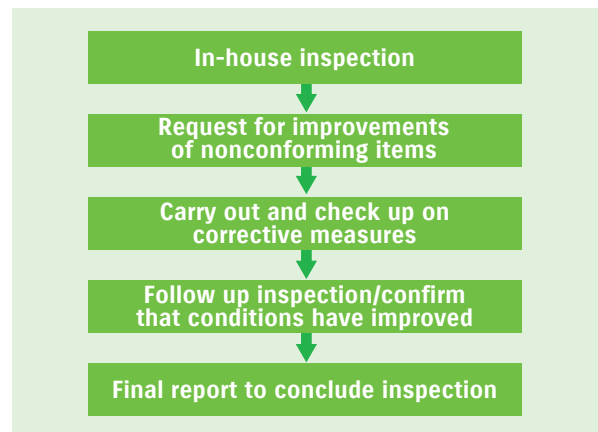 In-house inspection
Request for improvements
of nonconforming items
Carry out and check up on
corrective measures
Follow up inspection/confirm
that conditions have improved
Final report to conclude inspection